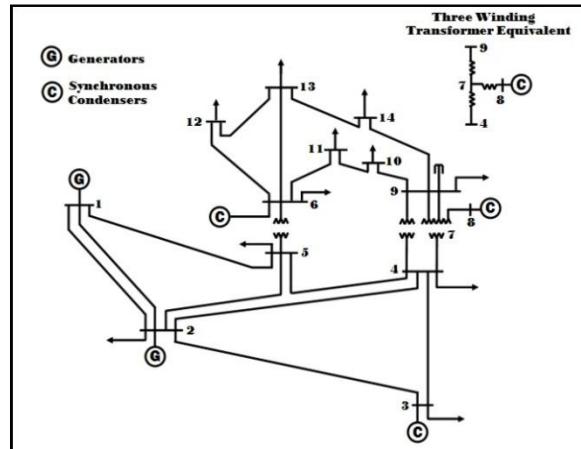 Three Winding
Transformer Equivalent
G Generators
C Synchronous
Condensers
9
7
C
8
4
13
12
14
11
10
G
1
C
6
9
C
8
7
5
4
2
G
3
C